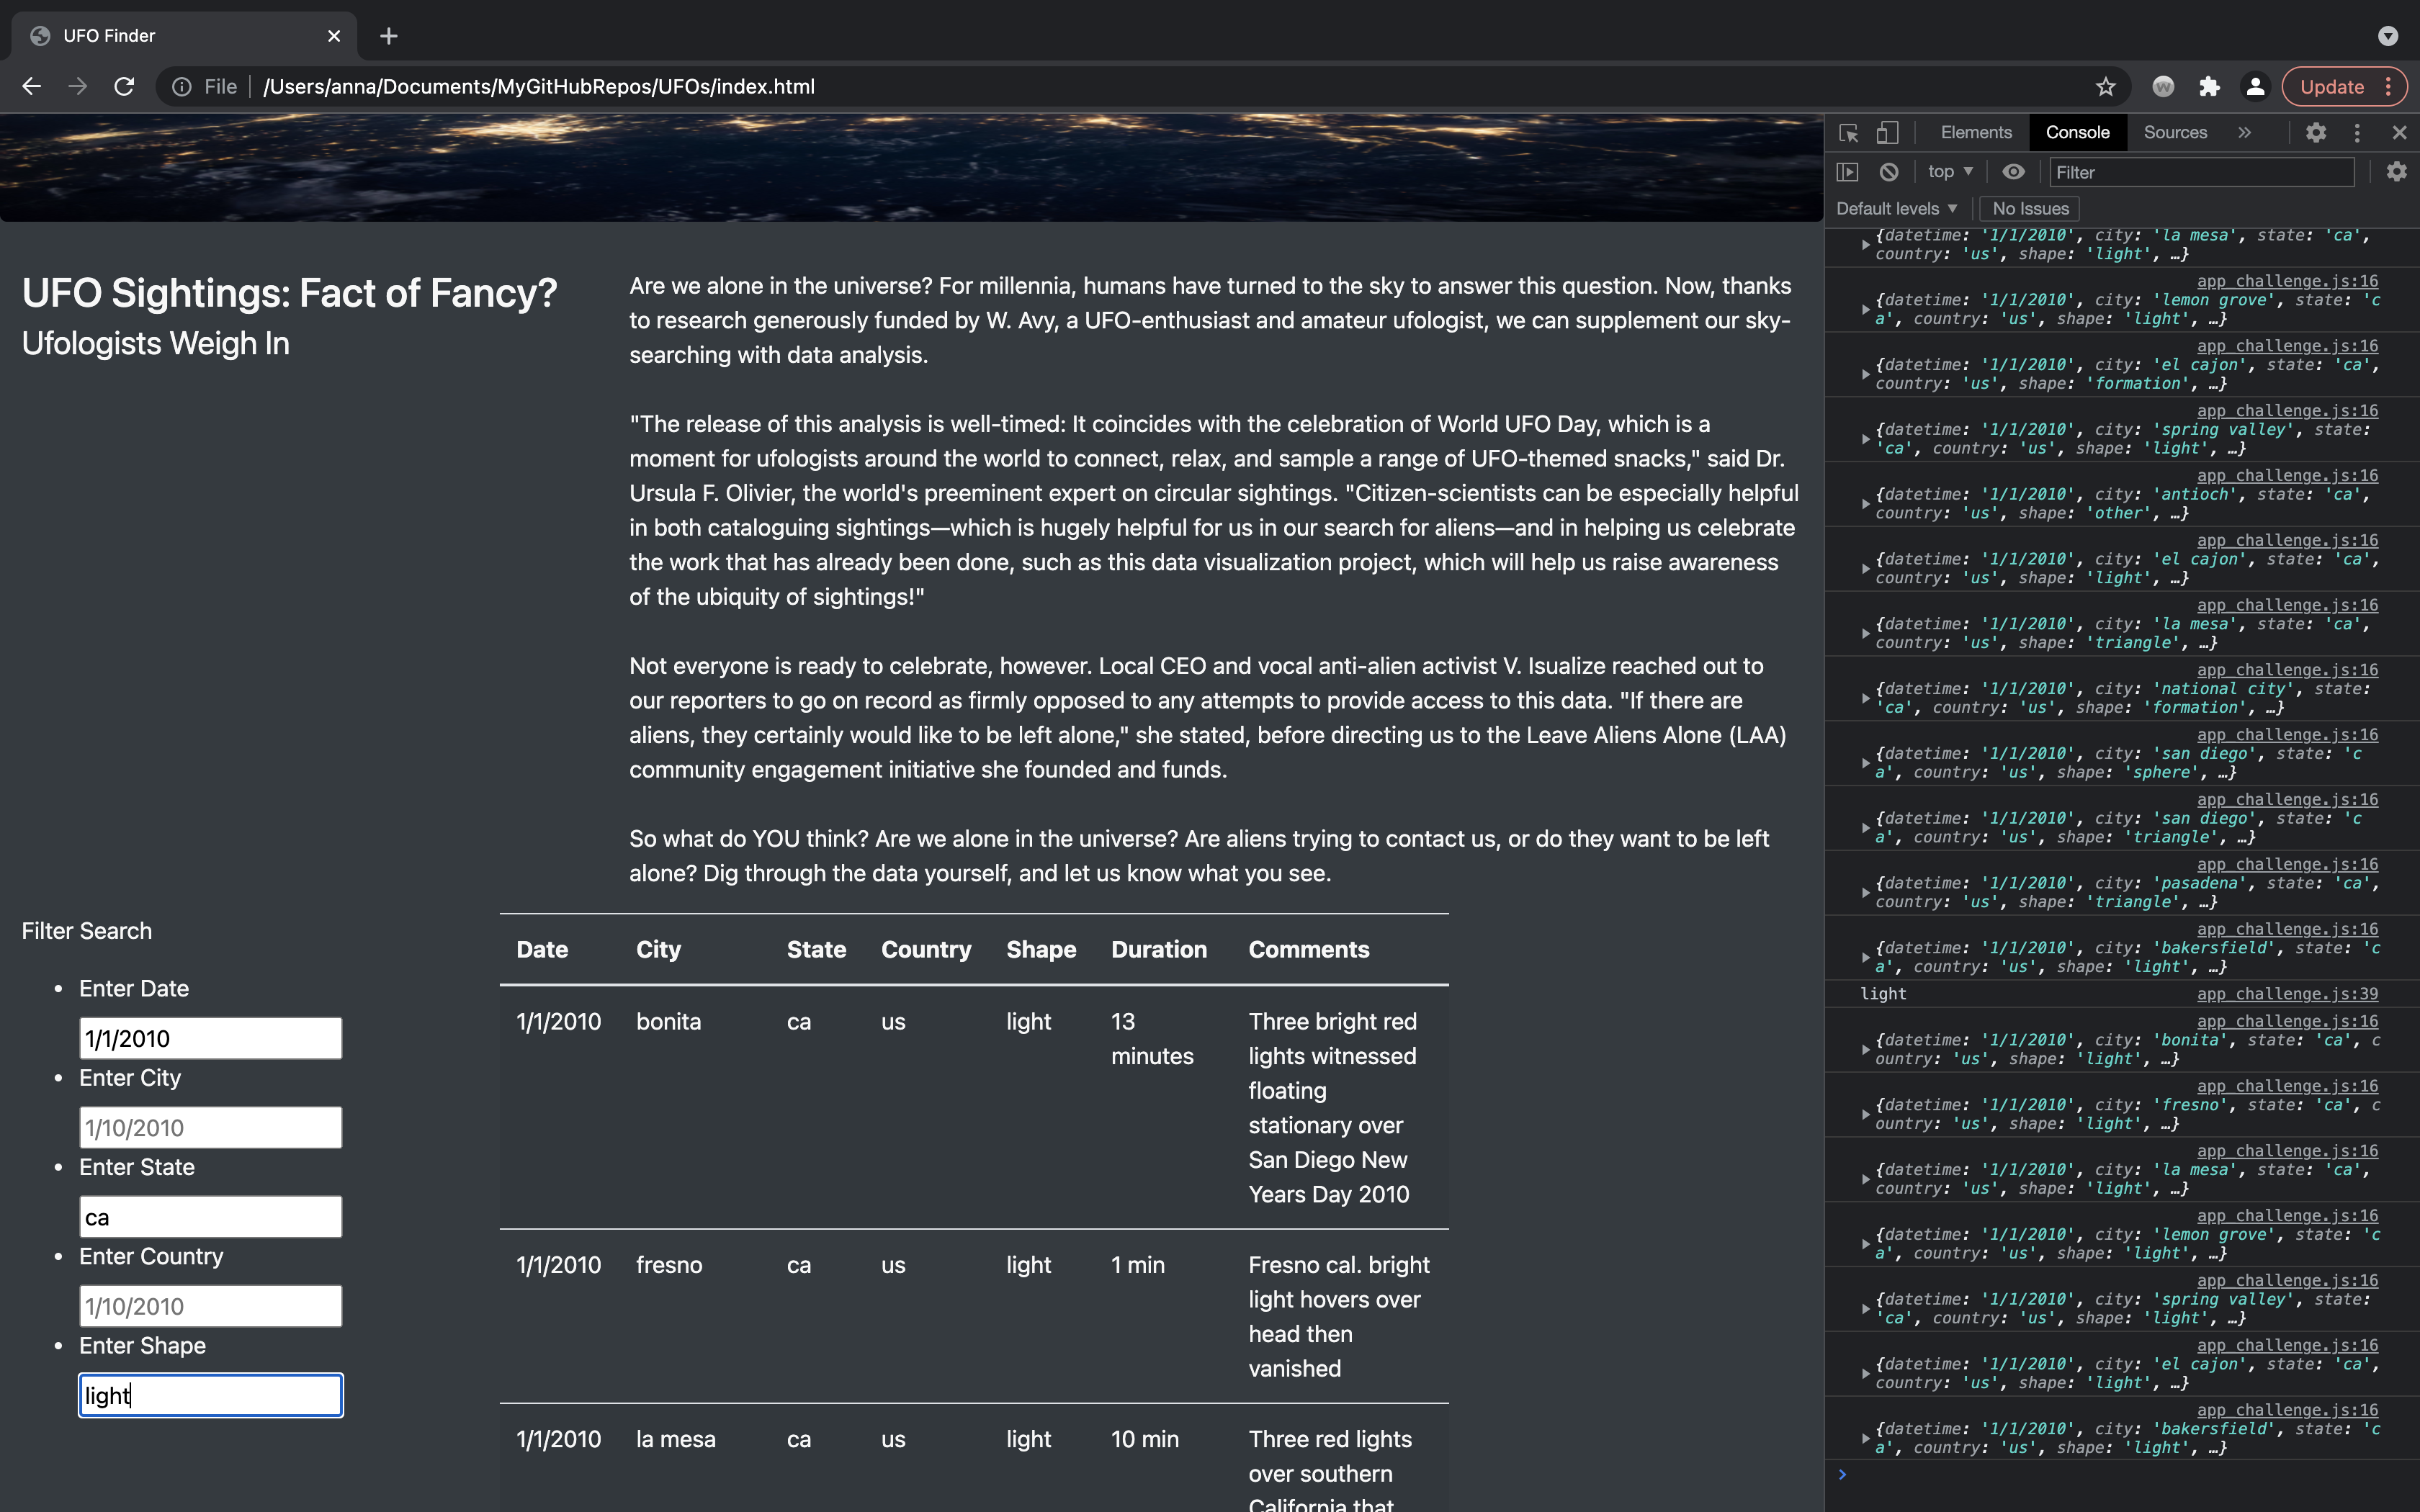 UFO Finder
File
/Users/anna/Documents/MyGitHubRepos/UFOs/index.html
Update
UFO Sightings: Fact of Fancy?
Ufologists Weigh In
Are we alone in the universe? For millennia, humans have turned to the sky to answer this question. Now, thanks
to research generously funded by W. Avy, a UFO-enthusiast and amateur ufologist, we can supplement our sky-
searching with data analysis.
"The release of this analysis is well-timed: It coincides with the celebration of World UFO Day, which is a
moment for ufologists around the world to connect, relax, and sample a range of UFO-themed snacks," said Dr.
Ursula F. Olivier, the world's preeminent expert on circular sightings. "Citizen-scientists can be especially helpful
in both cataloguing sightings—which is hugely helpful for us in our search for aliens—and in helping us celebrate
the work that has already been done, such as this data visualization project, which will help us raise awareness
of the ubiquity of sightings!"
Not everyone is ready to celebrate, however. Local CEO and vocal anti-alien activist V. Isualize reached out to
our reporters to go on record as firmly opposed to any attempts to provide access to this data. "If there are
aliens, they certainly would like to be left alone," she stated, before directing us to the Leave Aliens Alone (LAA)
community engagement initiative she founded and funds.
So what do YOU think? Are we alone in the universe? Are aliens trying to contact us, or do they want to be left
alone? Dig through the data yourself, and let us know what you see.
Filter Search
• Enter Date
1/1/2010
• Enter City
1/10/2010
• Enter State
ca
• Enter Country
1/10/2010
• Enter Shape
light
Date City State Country Shape Duration Comments
1/1/2010 bonita ca us light 13 Three bright red
minutes lights witnessed
floating
stationary over
San Diego New
Years Day 2010
1/1/2010 fresno ca us light 1 min Fresno cal. bright
light hovers over
head then
vanished
1/1/2010 la mesa ca us light 10 min Three red lights
over southern
California that
Elements Console Sources »
top Filter
Default levels No Issues
{datetime: '1/1/2010', city: 'la mesa', state: 'ca',
country: 'us', shape: 'light', …}
app_challenge.js:16
{datetime: '1/1/2010', city: 'lemon grove', state: 'c
a', country: 'us', shape: 'light', …}
app_challenge.js:16
{datetime: '1/1/2010', city: 'el cajon', state: 'ca',
country: 'us', shape: 'formation', …}
app_challenge.js:16
{datetime: '1/1/2010', city: 'spring valley', state:
'ca', country: 'us', shape: 'light', …}
app_challenge.js:16
{datetime: '1/1/2010', city: 'antioch', state: 'ca',
country: 'us', shape: 'other', …}
app_challenge.js:16
{datetime: '1/1/2010', city: 'el cajon', state: 'ca',
country: 'us', shape: 'light', …}
app_challenge.js:16
{datetime: '1/1/2010', city: 'la mesa', state: 'ca',
country: 'us', shape: 'triangle', …}
app_challenge.js:16
{datetime: '1/1/2010', city: 'national city', state:
'ca', country: 'us', shape: 'formation', …}
app_challenge.js:16
{datetime: '1/1/2010', city: 'san diego', state: 'c
a', country: 'us', shape: 'sphere', …}
app_challenge.js:16
{datetime: '1/1/2010', city: 'san diego', state: 'c
a', country: 'us', shape: 'triangle', …}
app_challenge.js:16
{datetime: '1/1/2010', city: 'pasadena', state: 'ca',
country: 'us', shape: 'triangle', …}
app_challenge.js:16
{datetime: '1/1/2010', city: 'bakersfield', state: 'c
a', country: 'us', shape: 'light', …}
light app_challenge.js:39
app_challenge.js:16
{datetime: '1/1/2010', city: 'bonita', state: 'ca', c
ountry: 'us', shape: 'light', …}
app_challenge.js:16
{datetime: '1/1/2010', city: 'fresno', state: 'ca', c
ountry: 'us', shape: 'light', …}
app_challenge.js:16
{datetime: '1/1/2010', city: 'la mesa', state: 'ca',
country: 'us', shape: 'light', …}
app_challenge.js:16
{datetime: '1/1/2010', city: 'lemon grove', state: 'c
a', country: 'us', shape: 'light', …}
app_challenge.js:16
{datetime: '1/1/2010', city: 'spring valley', state:
'ca', country: 'us', shape: 'light', …}
app_challenge.js:16
{datetime: '1/1/2010', city: 'el cajon', state: 'ca',
country: 'us', shape: 'light', …}
app_challenge.js:16
{datetime: '1/1/2010', city: 'bakersfield', state: 'c
a', country: 'us', shape: 'light', …}